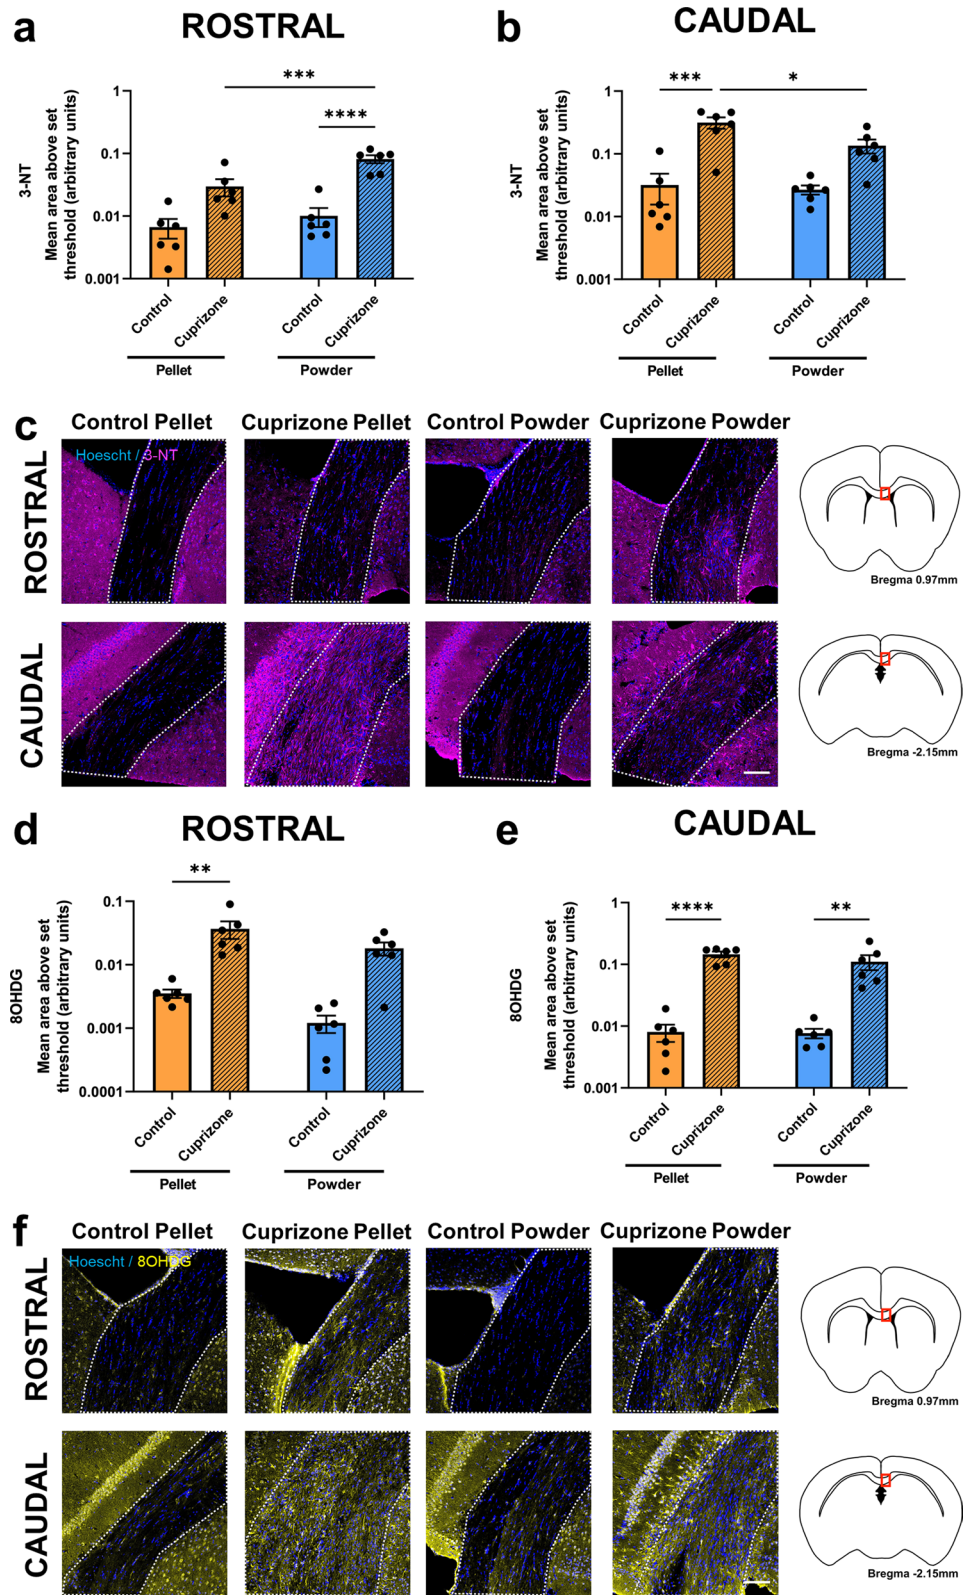 a
ROSTRAL
b
CAUDAL
3-NT
Mean area above set
threshold (arbitrary units)
1
0.1
0.01
0.001
***
****
Control
Cuprizone
Control
Cuprizone
Pellet
Powder
3-NT
Mean area above set
threshold (arbitrary units)
1
0.1
0.01
0.001
***
*
Control
Cuprizone
Control
Cuprizone
Pellet
Powder
c
Control Pellet
Cuprizone Pellet
Control Powder
Cuprizone Powder
ROSTRAL
Hoescht / 3-NT
Bregma 0.97mm
CAUDAL
Bregma -2.15mm
d
ROSTRAL
e
CAUDAL
8OHDG
Mean area above set
threshold (arbitrary units)
0.1
0.01
0.001
0.0001
**
Control
Cuprizone
Control
Cuprizone
Pellet
Powder
8OHDG
Mean area above set
threshold (arbitrary units)
1
0.1
0.01
0.001
****
**
Control
Cuprizone
Control
Cuprizone
Pellet
Powder
f
Control Pellet
Cuprizone Pellet
Control Powder
Cuprizone Powder
ROSTRAL
Hoescht / 8OHDG
Bregma 0.97mm
CAUDAL
Bregma -2.15mm